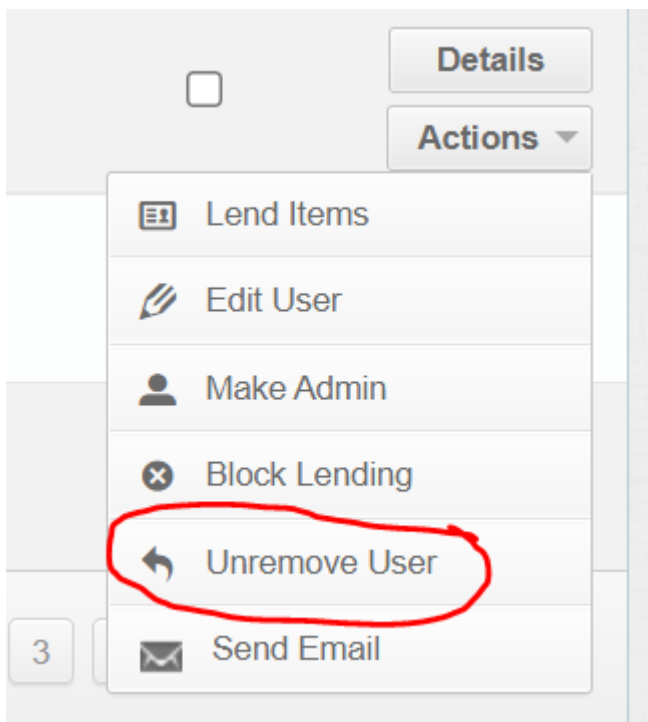 Details
Actions
Lend Items
Edit User
Make Admin
Block Lending
Unremove User
Send Email
3